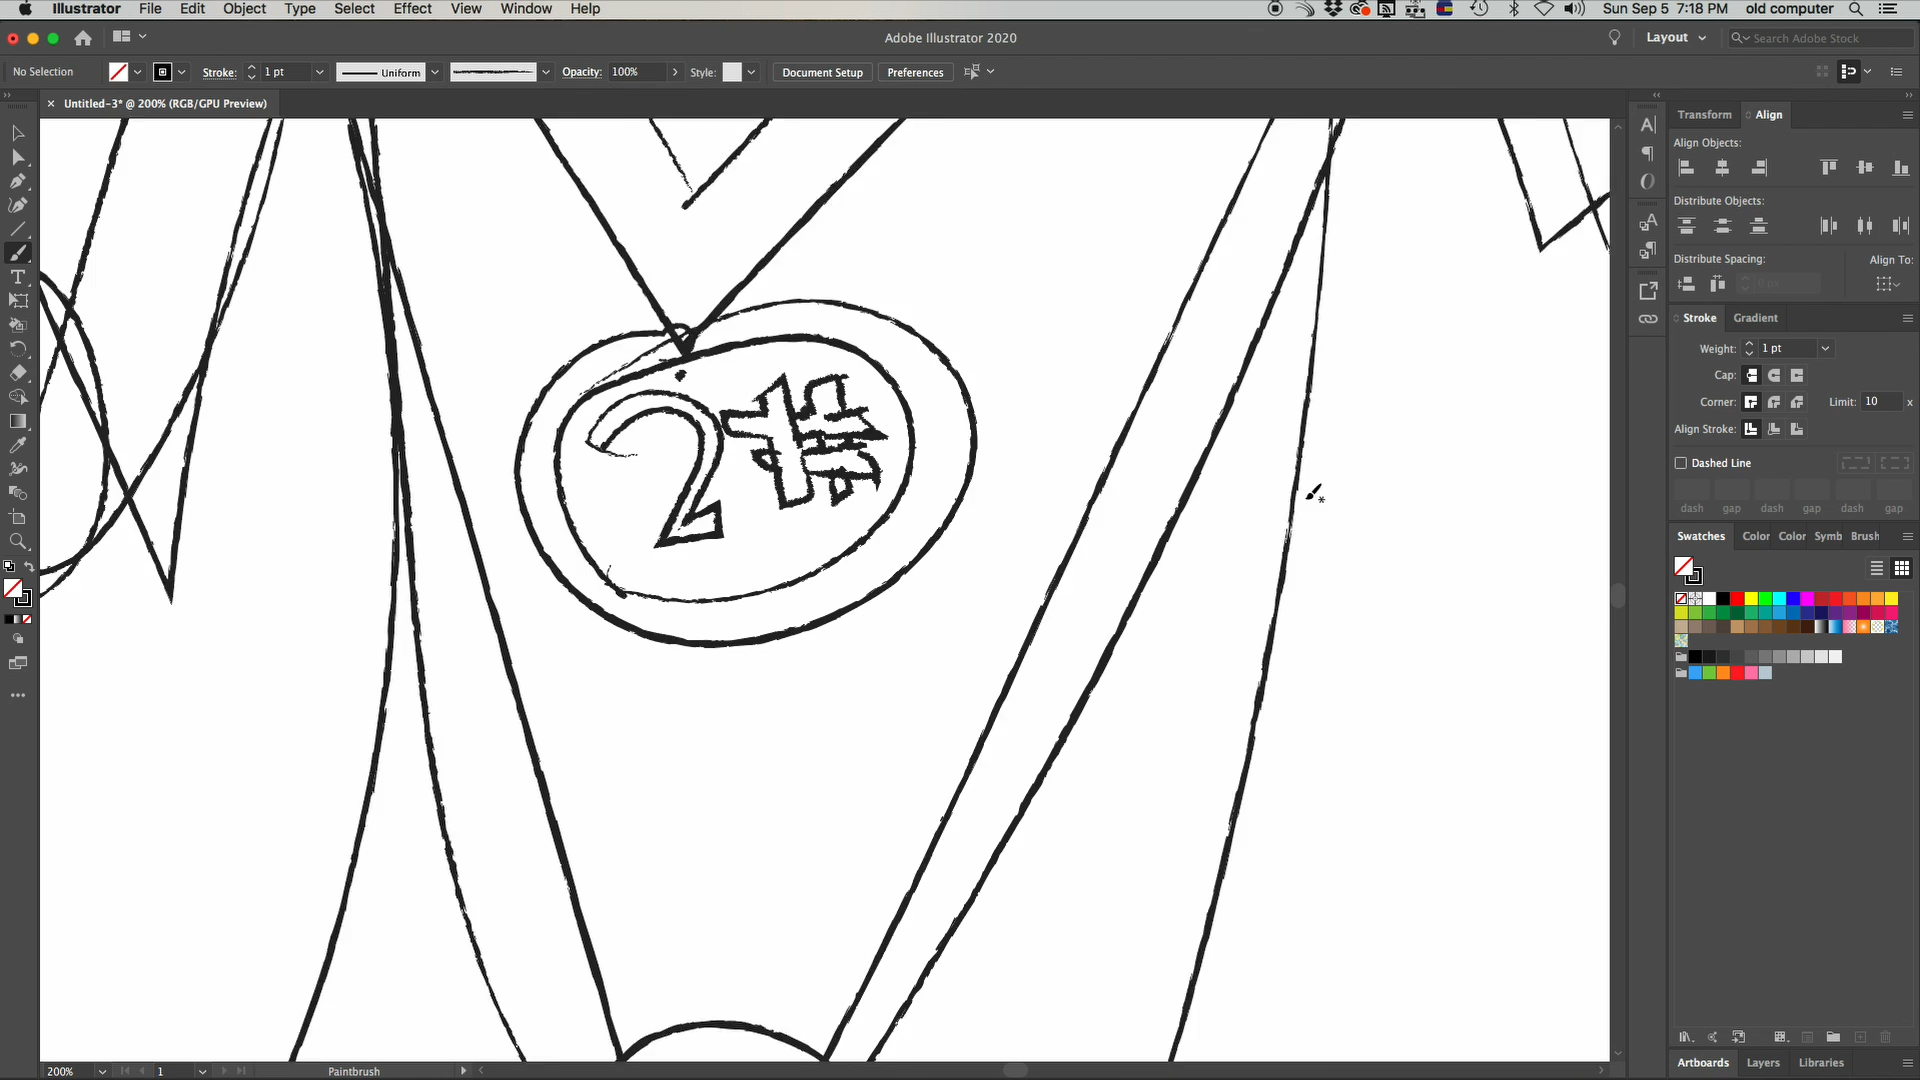 Illustrator File Edit Object Type Select Effect View Window Help
Sun Sep 5 7:18 PM old computer
Adobe Illustrator 2020
Layout
Search Adobe Stock
No Selection
Stroke: 1 pt
Uniform
Opacity: 100%
Style:
Document Setup
Preferences
Untitled-3* @ 200% (RGB/GPU Preview)
Transform
Align
Align Objects:
Distribute Objects:
Distribute Spacing:
Align To:
0 px
Stroke
Gradient
Weight: 1 pt
Cap:
Corner:
Limit: 10 x
Align Stroke:
Dashed Line
dash gap dash gap dash gap
Swatches Color Color Symb Brush
2
Artboards Layers Libraries
200%
1
Paintbrush